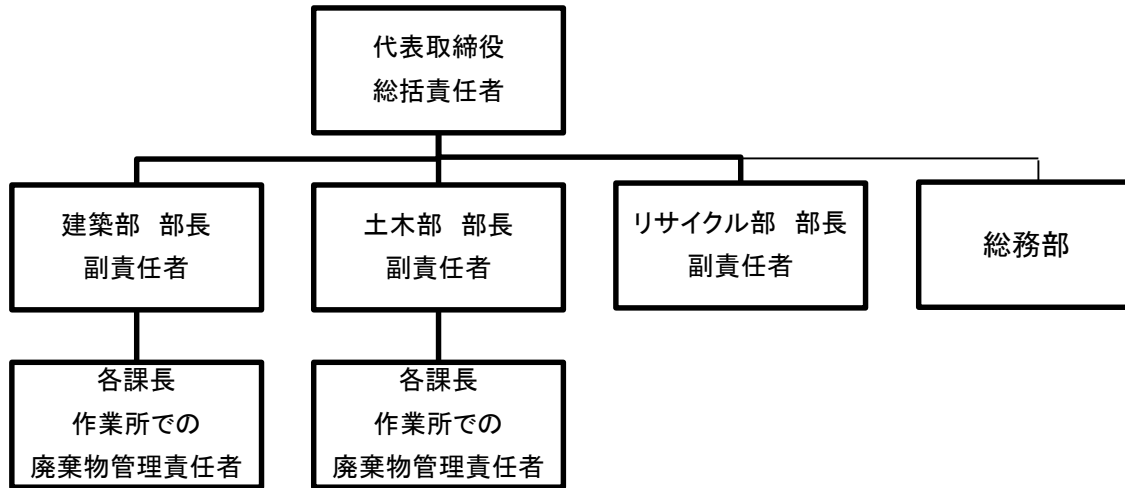 代表取締役
総括責任者
建築部　部長
副責任者
土木部　部長
副責任者
リサイクル部　部長
副責任者
総務部
各課長
作業所での
廃棄物管理責任者
各課長
作業所での
廃棄物管理責任者